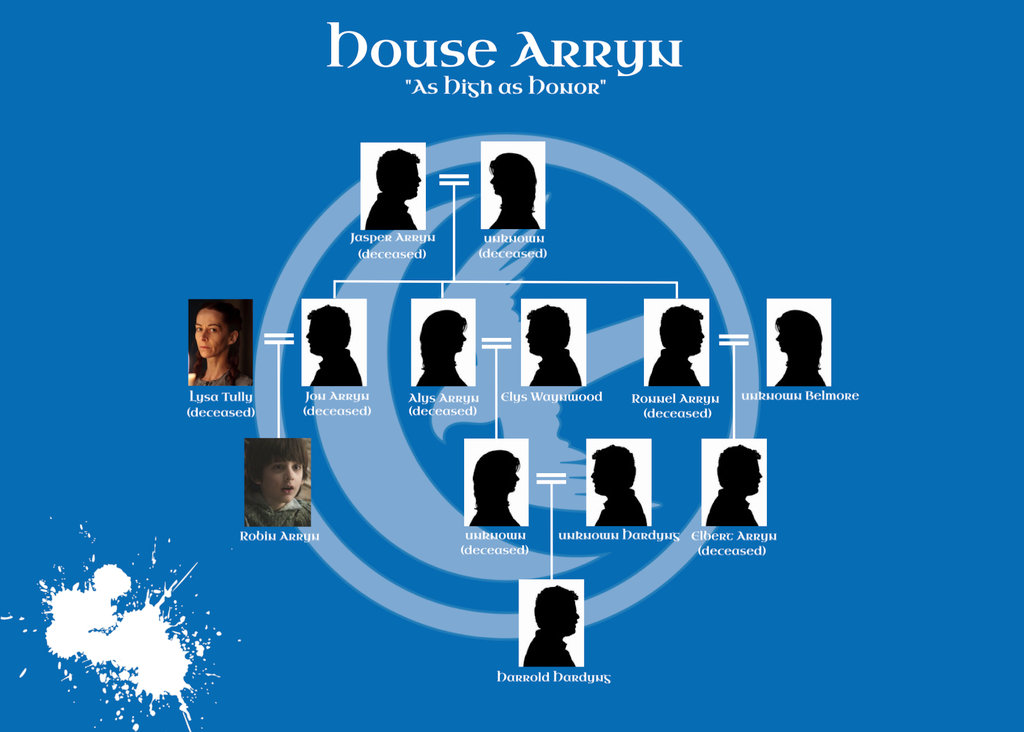 House Arryn
"As High as Honor"
Jasper Arryn
(deceased)
unknown
(deceased)
Lysa Tully
(deceased)
Jon Arryn
(deceased)
Alys Arryn
(deceased)
Elys Waynwood
Ronnel Arryn
(deceased)
unknown Belmore
Robin Arryn
unknown
(deceased)
unknown Hardyng
Elbert Arryn
(deceased)
Harrold Hardyng